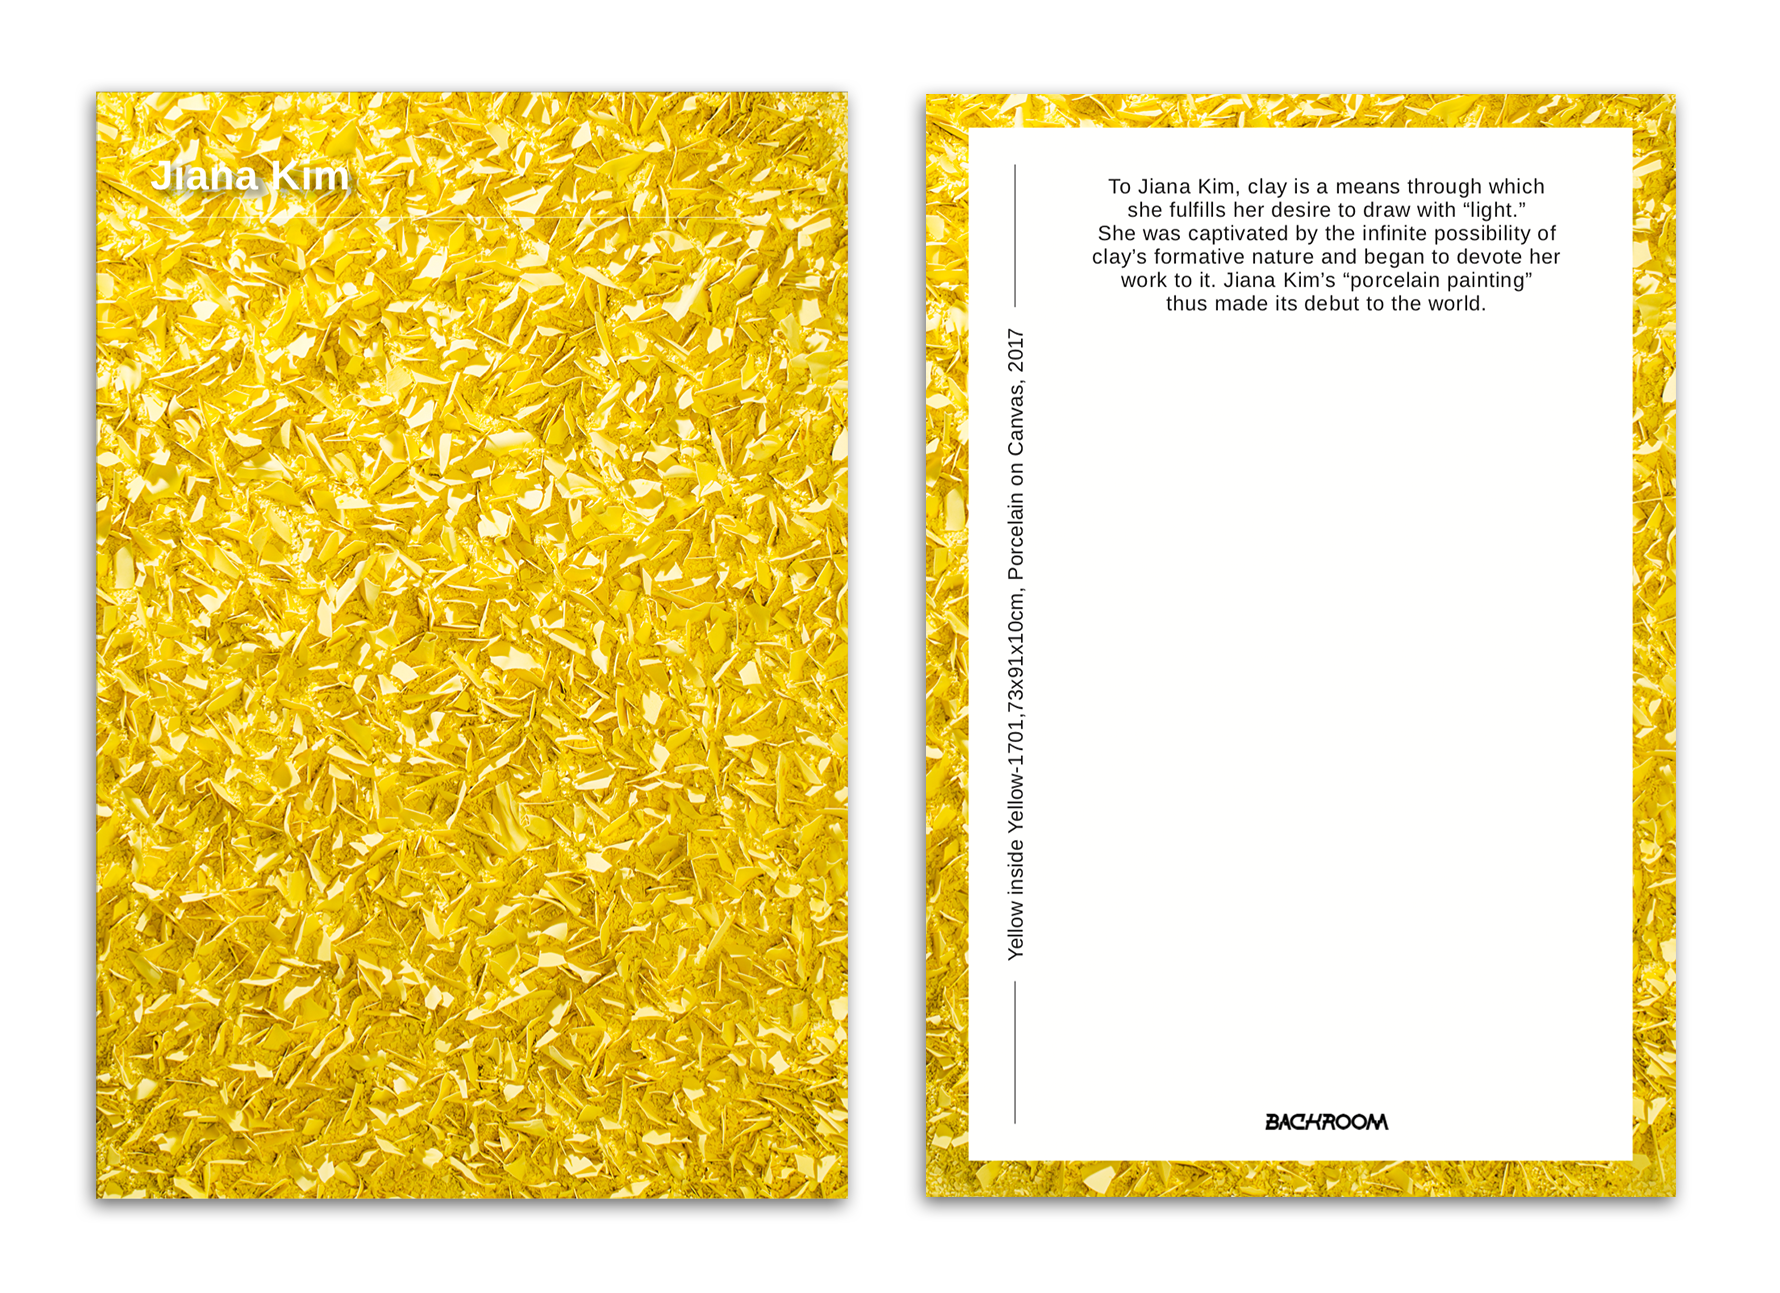 Jiana Kim
To Jiana Kim, clay is a means through which
she fulfills her desire to draw with “light.”
She was captivated by the infinite possibility of
clay’s formative nature and began to devote her
work to it. Jiana Kim’s “porcelain painting”
thus made its debut to the world.
Yellow inside Yellow-1701,73x91x10cm, Porcelain on Canvas, 2017
BACKROOM